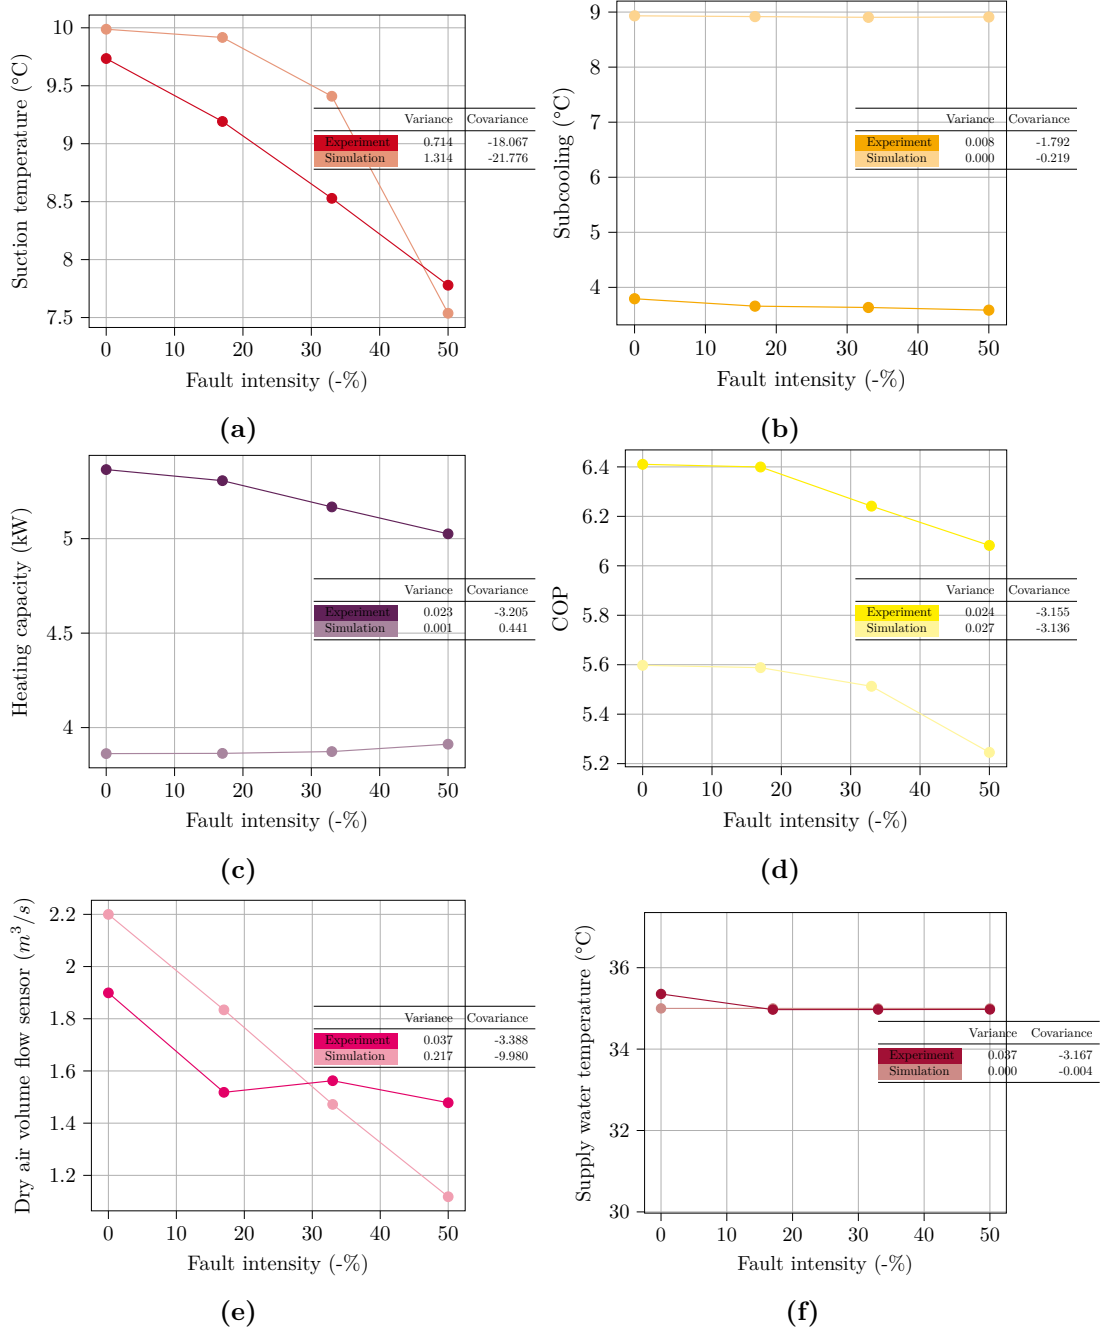 10
9.5
9
8.5
8
7.5
Suction temperature (°C)
Variance Covariance
Experiment 0.714 -18.067
Simulation 1.314 -21.776
0 10 20 30 40 50
Fault intensity (-%)
(a)
9
8
7
6
5
4
Subcooling (°C)
Variance Covariance
Experiment 0.008 -1.792
Simulation 0.000 -0.219
0 10 20 30 40 50
Fault intensity (-%)
(b)
5
4.5
4
Heating capacity (kW)
Variance Covariance
Experiment 0.023 -3.205
Simulation 0.001 0.441
0 10 20 30 40 50
Fault intensity (-%)
(c)
6.4
6.2
6
5.8
5.6
5.4
5.2
COP
Variance Covariance
Experiment 0.024 -3.155
Simulation 0.027 -3.136
0 10 20 30 40 50
Fault intensity (-%)
(d)
2.2
2
1.8
1.6
1.4
1.2
Dry air volume flow sensor (m³/s)
Variance Covariance
Experiment 0.037 -3.388
Simulation 0.217 -9.980
0 10 20 30 40 50
Fault intensity (-%)
(e)
36
34
32
30
Supply water temperature (°C)
Variance Covariance
Experiment 0.037 -3.167
Simulation 0.000 -0.004
0 10 20 30 40 50
Fault intensity (-%)
(f)